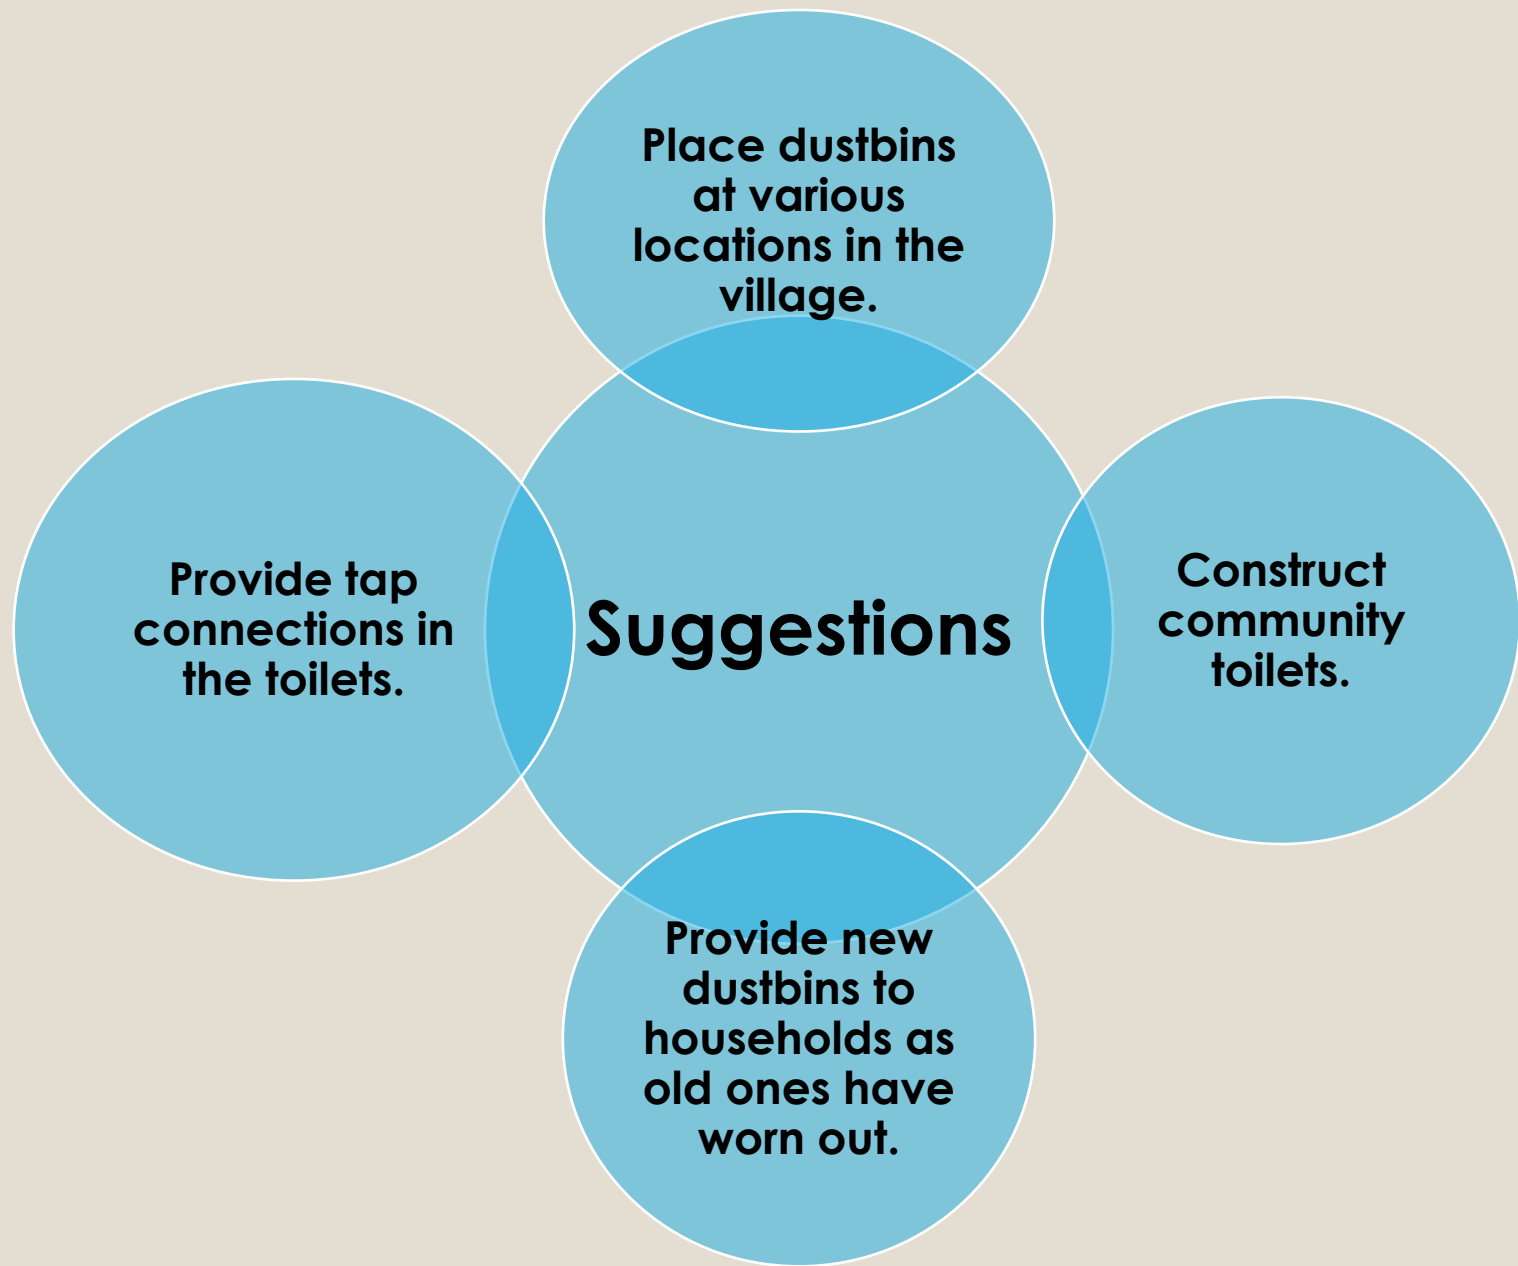 Place dustbins
at various
locations in the
village.
Provide tap
connections in
the toilets.
Suggestions
Construct
community
toilets.
Provide new
dustbins to
households as
old ones have
worn out.